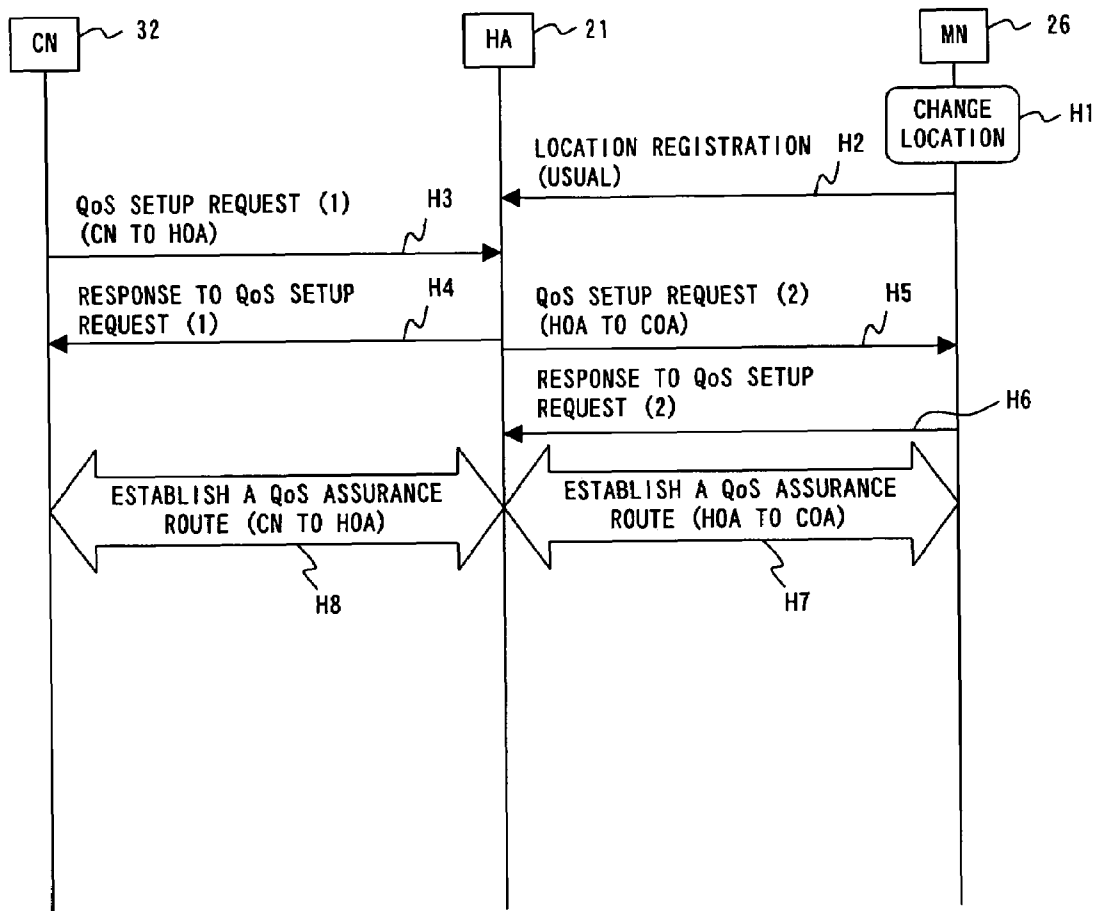 CN
32
HA
21
MN
26
CHANGE
LOCATION
H1
LOCATION REGISTRATION
(USUAL)
H2
QoS SETUP REQUEST (1)
(CN TO HOA)
H3
RESPONSE TO QoS SETUP
REQUEST (1)
H4
QoS SETUP REQUEST (2)
(HOA TO COA)
H5
RESPONSE TO QoS SETUP
REQUEST (2)
H6
ESTABLISH A QoS ASSURANCE
ROUTE (CN TO HOA)
H8
ESTABLISH A QoS ASSURANCE
ROUTE (HOA TO COA)
H7